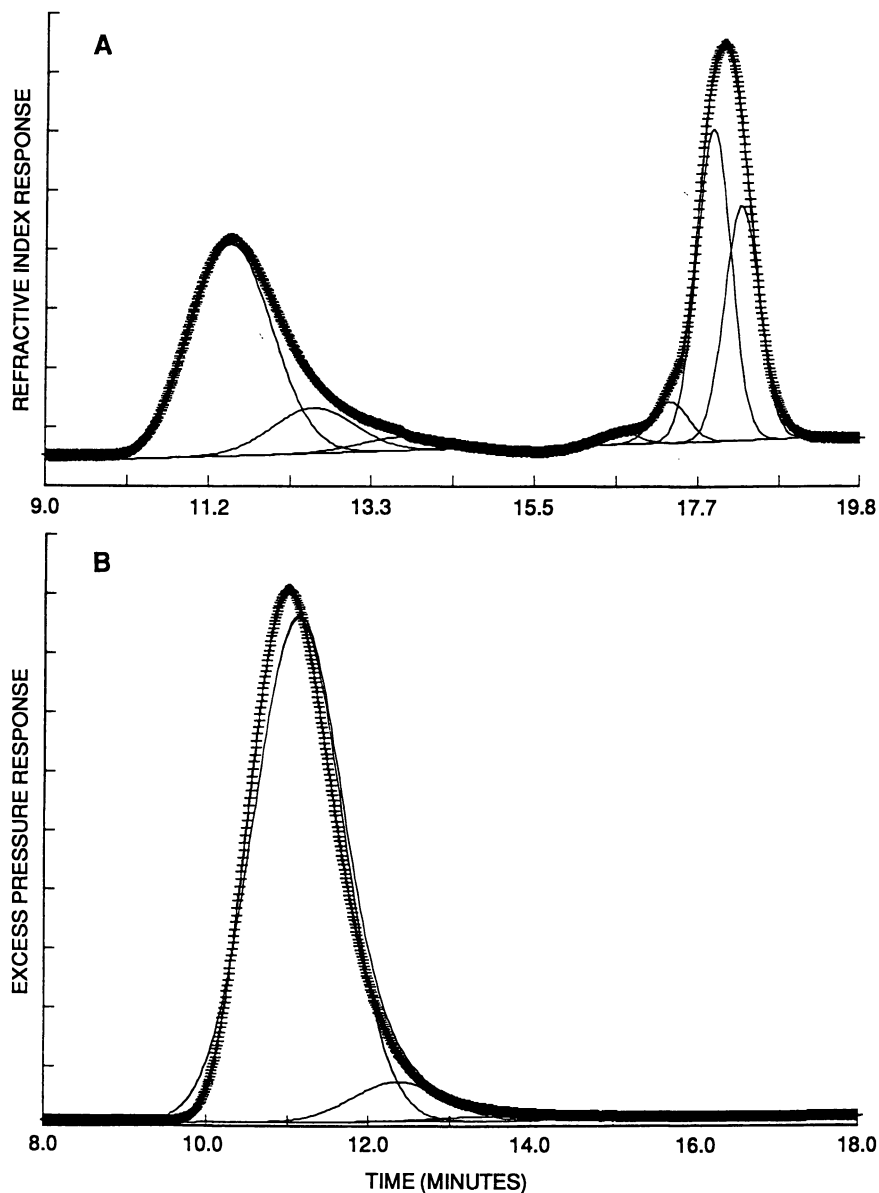 A
REFRACTIVE INDEX RESPONSE
9.0 11.2 13.3 15.5 17.7 19.8
B
EXCESS PRESSURE RESPONSE
8.0 10.0 12.0 14.0 16.0 18.0
TIME (MINUTES)